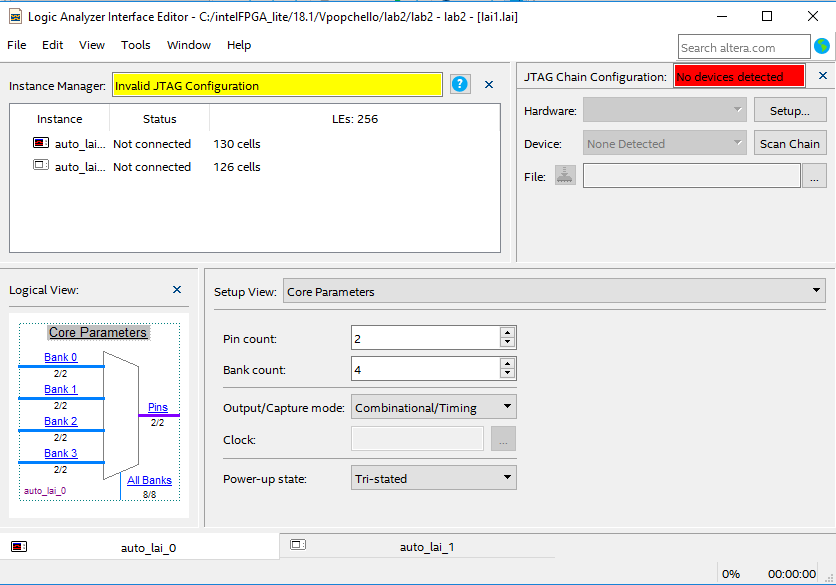 Logic Analyzer Interface Editor - C:/intelFPGA_lite/18.1/Vpopchello/lab2/lab2 - lab2 - [lai1.lai]
File Edit View Tools Window Help
Search altera.com
Instance Manager: Invalid JTAG Configuration
Instance Status LEs: 256
auto_lai... Not connected 130 cells
auto_lai... Not connected 126 cells
JTAG Chain Configuration: No devices detected
Hardware: Setup...
Device: None Detected Scan Chain
File: ...
Logical View:
Core Parameters
Bank 0
2/2
Bank 1
2/2
Bank 2
2/2
Bank 3
2/2
Pins
2/2
All Banks
8/8
auto_lai_0
Setup View: Core Parameters
Pin count: 2
Bank count: 4
Output/Capture mode: Combinational/Timing
Clock: ...
Power-up state: Tri-stated
auto_lai_0 auto_lai_1
0% 00:00:00